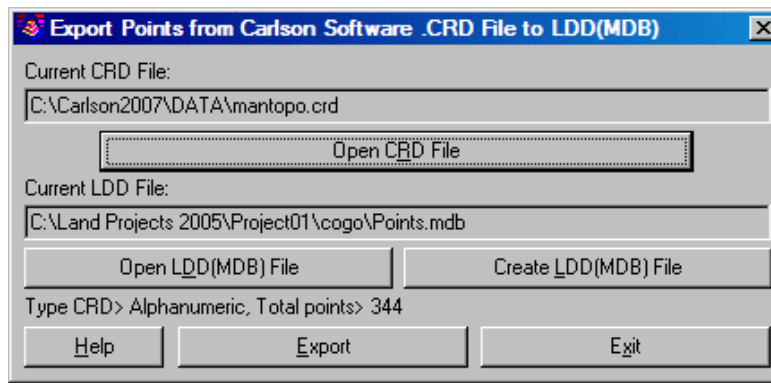 Export Points from Carlson Software .CRD File to LDD(MDB)
Current CRD File:
C:\Carlson2007\DATA\mantopo.crd
Open CRD File
Current LDD File:
C:\Land Projects 2005\Project01\cogo\Points.mdb
Open LDD(MDB) File Create LDD(MDB) File
Type CRD> Alphanumeric, Total points> 344
Help Export Exit